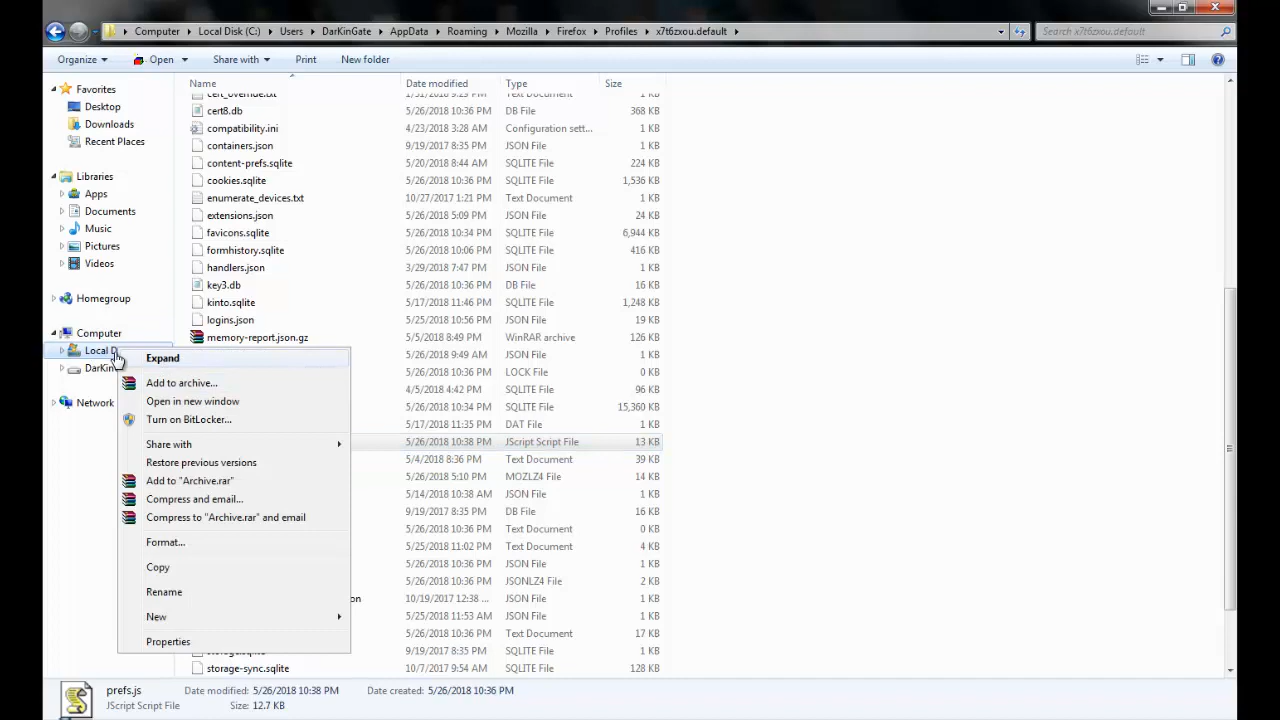 Computer ▸ Local Disk (C:) ▸ Users ▸ DarKinGate ▸ AppData ▸ Roaming ▸ Mozilla ▸ Firefox ▸ Profiles ▸ x7t6zxou.default ▸
Search x7t6zxou.default
Organize Open Share with Print New folder
Name Date modified Type Size
cert_override.txt 1/31/2018 9:29 PM Text Document 1 KB
cert8.db 5/26/2018 10:36 PM DB File 368 KB
compatibility.ini 4/23/2018 3:28 AM Configuration sett... 1 KB
containers.json 9/19/2017 8:35 PM JSON File 1 KB
content-prefs.sqlite 5/20/2018 8:44 AM SQLITE File 224 KB
cookies.sqlite 5/26/2018 10:36 PM SQLITE File 1,536 KB
enumerate_devices.txt 10/27/2017 1:21 PM Text Document 1 KB
extensions.json 5/26/2018 5:09 PM JSON File 24 KB
favicons.sqlite 5/26/2018 10:34 PM SQLITE File 6,944 KB
formhistory.sqlite 5/26/2018 10:06 PM SQLITE File 416 KB
handlers.json 3/29/2018 7:47 PM JSON File 1 KB
key3.db 5/26/2018 10:36 PM DB File 16 KB
kinto.sqlite 5/17/2018 11:46 PM SQLITE File 1,248 KB
logins.json 5/25/2018 10:56 PM JSON File 19 KB
memory-report.json.gz 5/5/2018 8:49 PM WinRAR archive 126 KB
5/26/2018 9:49 AM JSON File 1 KB
5/26/2018 10:36 PM LOCK File 0 KB
4/5/2018 4:42 PM SQLITE File 96 KB
5/26/2018 10:34 PM SQLITE File 15,360 KB
5/17/2018 11:35 PM DAT File 1 KB
5/26/2018 10:38 PM JScript Script File 13 KB
5/4/2018 8:36 PM Text Document 39 KB
5/26/2018 5:10 PM MOZLZ4 File 14 KB
5/14/2018 10:38 AM JSON File 1 KB
9/19/2017 8:35 PM DB File 16 KB
5/26/2018 10:36 PM Text Document 0 KB
5/25/2018 11:02 PM Text Document 4 KB
5/26/2018 10:36 PM JSON File 1 KB
5/26/2018 10:36 PM JSONLZ4 File 2 KB
on 10/19/2017 12:38 ... JSON File 1 KB
5/25/2018 11:53 AM JSON File 1 KB
5/26/2018 10:36 PM Text Document 17 KB
storage.sqlite 9/19/2017 8:35 PM SQLITE File 1 KB
storage-sync.sqlite 10/7/2017 9:54 AM SQLITE File 128 KB
Favorites
Desktop
Downloads
Recent Places
Libraries
Apps
Documents
Music
Pictures
Videos
Homegroup
Computer
Local D
DarKin
Network
Expand
Add to archive...
Open in new window
Turn on BitLocker...
Share with
Restore previous versions
Add to "Archive.rar"
Compress and email...
Compress to "Archive.rar" and email
Format...
Copy
Rename
New
Properties
prefs.js Date modified: 5/26/2018 10:38 PM Date created: 5/26/2018 10:36 PM
JScript Script File Size: 12.7 KB